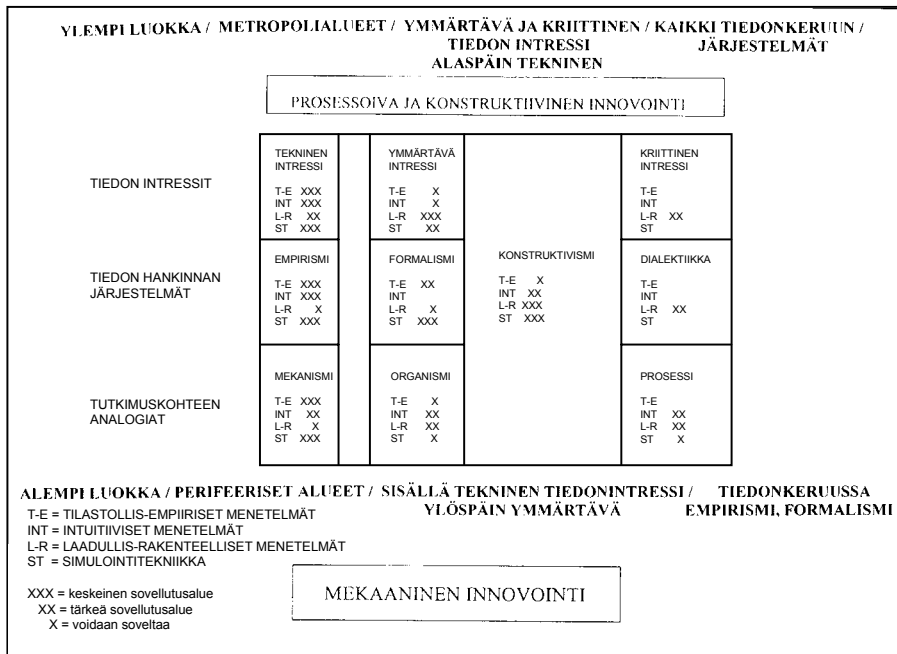 YLEMPI LUOKKA / METROPOLIALUEET / YMMÄRTÄVÄ JA KRIITTINEN / KAIKKI TIEDONKERUUN /
TIEDON INTRESSI JÄRJESTELMÄT
ALASPÄIN TEKNINEN
PROSESSOIVA JA KONSTRUKTIIVINEN INNOVOINTI
TIEDON INTRESSIT
TEKNINEN
INTRESSI
T-E XXX
INT XXX
L-R XX
ST XXX
YMMÄRTÄVÄ
INTRESSI
T-E X
INT X
L-R XXX
ST XX
KRIITTINEN
INTRESSI
T-E
INT
L-R XX
ST
TIEDON HANKINNAN
JÄRJESTELMÄT
EMPIRISMI
T-E XXX
INT XXX
L-R X
ST XXX
FORMALISMI
T-E XX
INT
L-R X
ST XXX
KONSTRUKTIVISMI
T-E X
INT XX
L-R XXX
ST XXX
DIALEKTIIKKA
T-E
INT
L-R XX
ST
TUTKIMUSKOHTEEN
ANALOGIAT
MEKANISMI
T-E XXX
INT XX
L-R X
ST XXX
ORGANISMI
T-E X
INT XX
L-R XX
ST X
PROSESSI
T-E
INT XX
L-R XX
ST X
ALEMPI LUOKKA / PERIFEERISET ALUEET / SISÄLLÄ TEKNINEN TIEDONINTRESSI / TIEDONKERUUSSA
YLÖSPÄIN YMMÄRTÄVÄ EMPIRISMI, FORMALISMI
T-E = TILASTOLLIS-EMPIIRISET MENETELMÄT
INT = INTUITIIVISET MENETELMÄT
L-R = LAADULLIS-RAKENTEELLISET MENETELMÄT
ST = SIMULOINTITEKNIIKKA
XXX = keskeinen sovellutusalue
XX = tärkeä sovellutusalue
X = voidaan soveltaa
MEKAANINEN INNOVOINTI